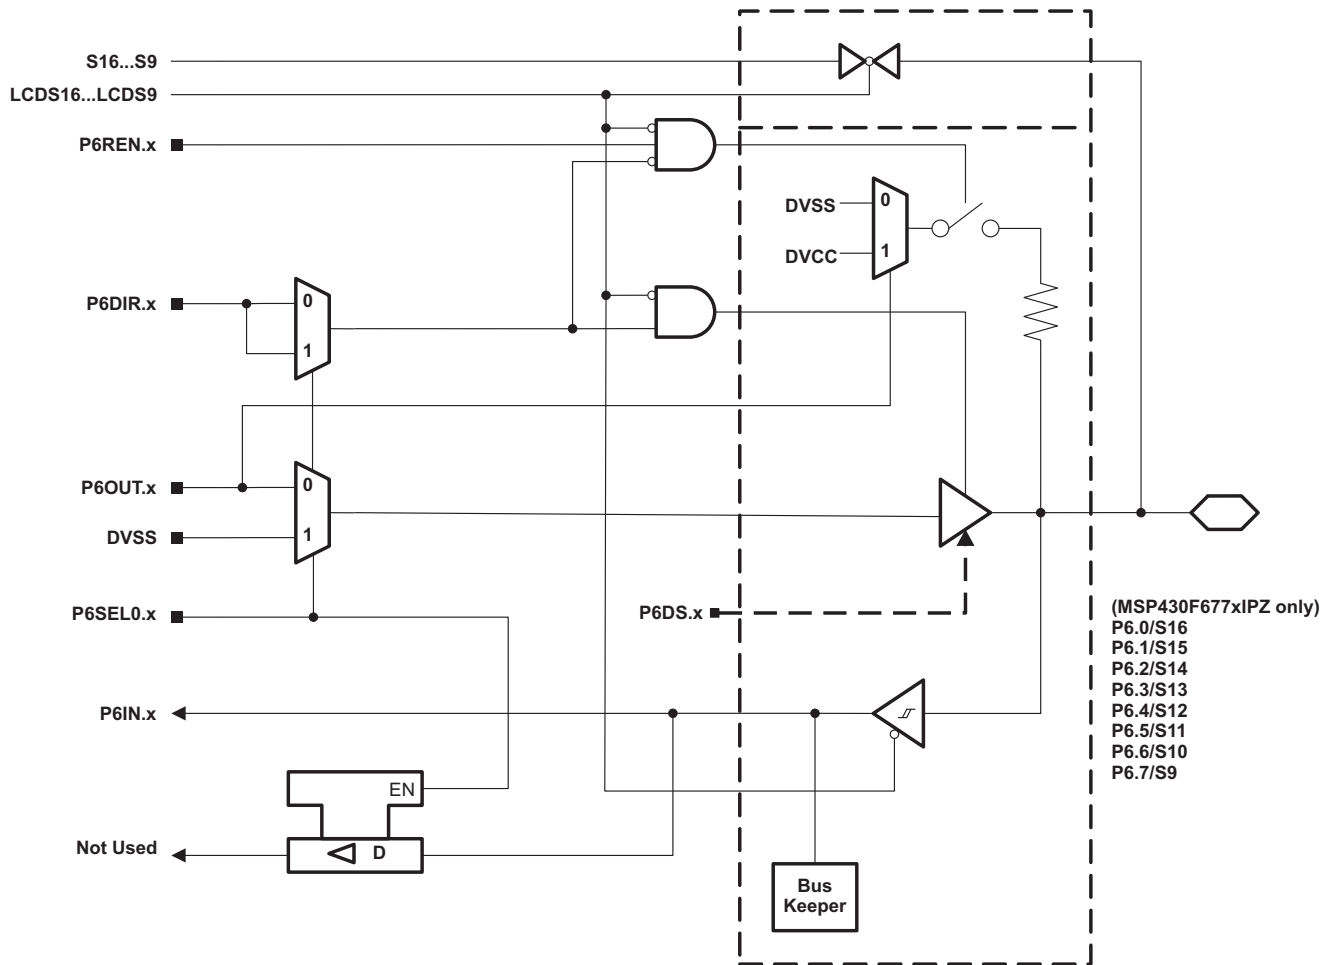 S16...S9
LCDS16...LCDS9
P6REN.x
DVSS
0
DVCC
1
P6DIR.x
0
1
P6OUT.x
0
DVSS
1
P6SEL0.x
P6DS.x
(MSP430F677xIPZ only)
P6.0/S16
P6.1/S15
P6.2/S14
P6.3/S13
P6.4/S12
P6.5/S11
P6.6/S10
P6.7/S9
P6IN.x
EN
Not Used
D
Bus
Keeper